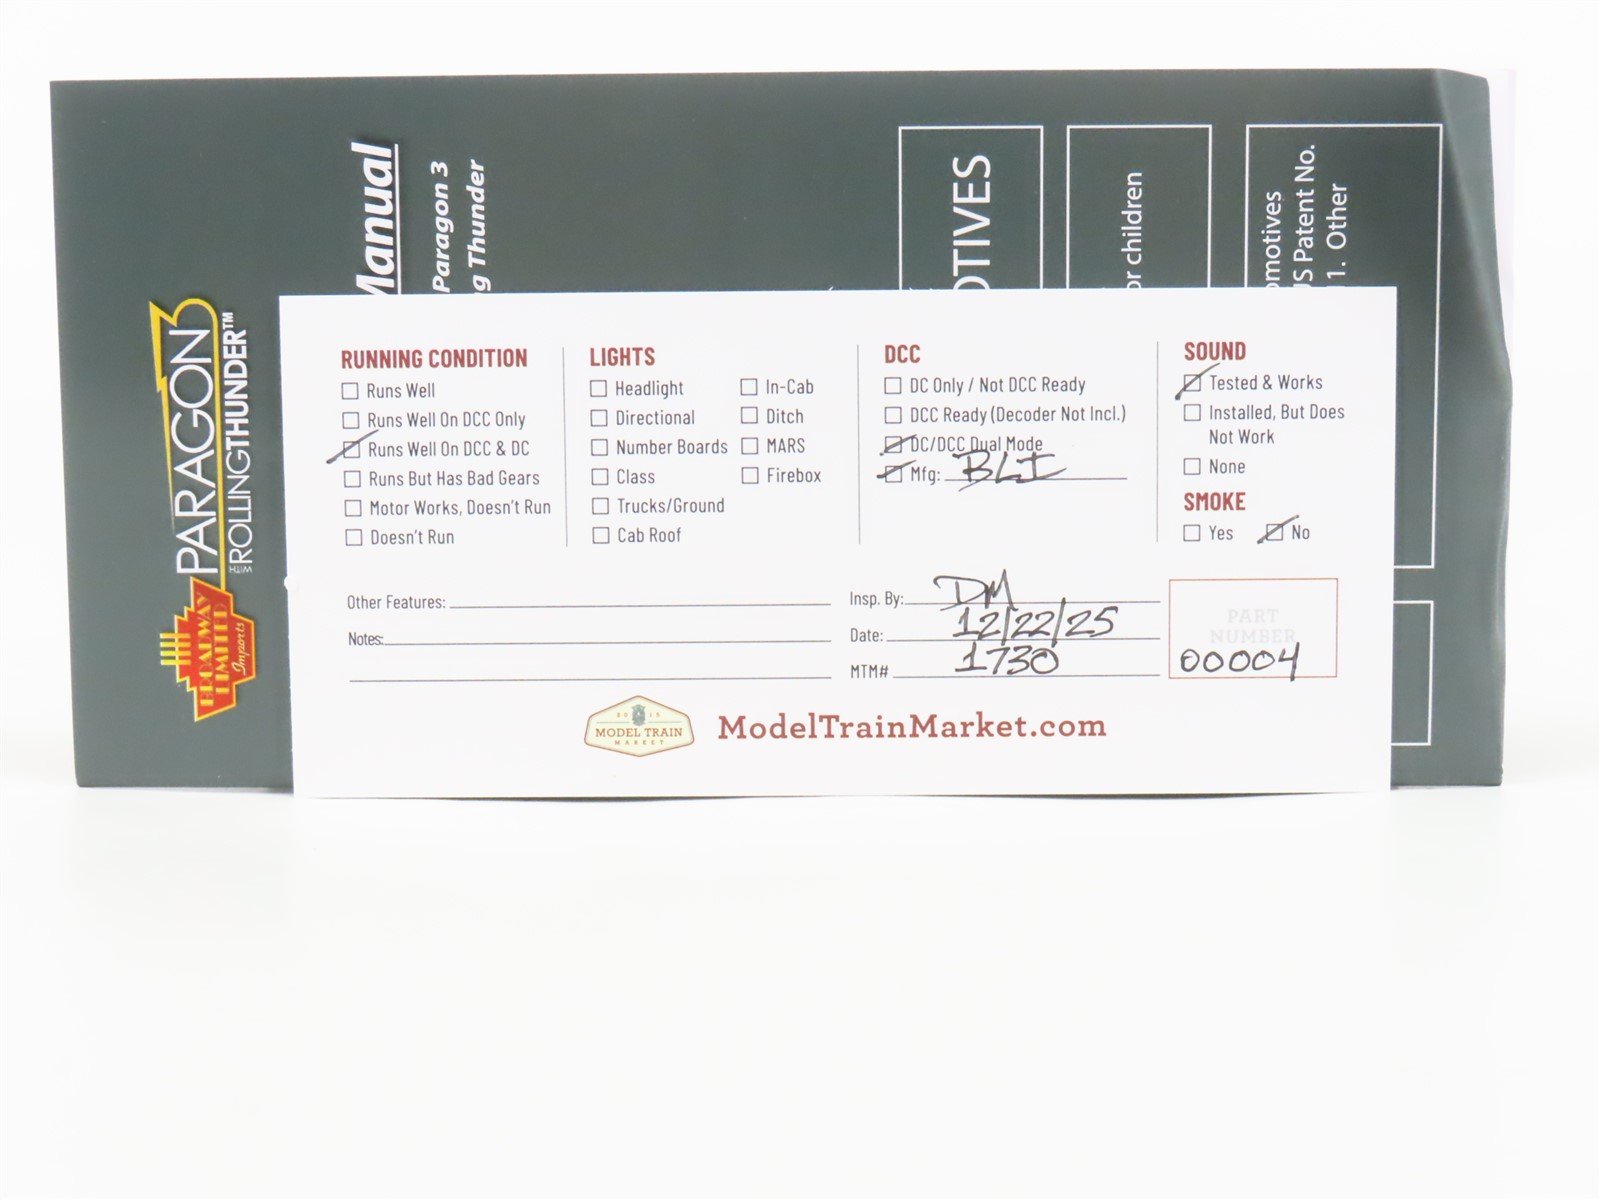 Manual
Paragon 3
g Thunder
OTIVES
or children
omotives
US Patent No.
1. Other
PARAGON3
WITH ROLLINGTHUNDER™
BROADWAY
LIMITED
Imports
RUNNING CONDITION
Runs Well
Runs Well On DCC Only
Runs Well On DCC & DC
Runs But Has Bad Gears
Motor Works, Doesn't Run
Doesn't Run
LIGHTS
Headlight
Directional
Number Boards
Class
Trucks/Ground
Cab Roof
In-Cab
Ditch
MARS
Firebox
DCC
DC Only / Not DCC Ready
DCC Ready (Decoder Not Incl.)
DC/DCC Dual Mode
Mfg: BLI
SOUND
Tested & Works
Installed, But Does
Not Work
None
SMOKE
Yes No
Other Features:
Notes:
Insp. By: DM
Date: 12/22/25
MTM# 1730
PART
NUMBER
00004
2015
MODEL TRAIN
MARKET
ModelTrainMarket.com